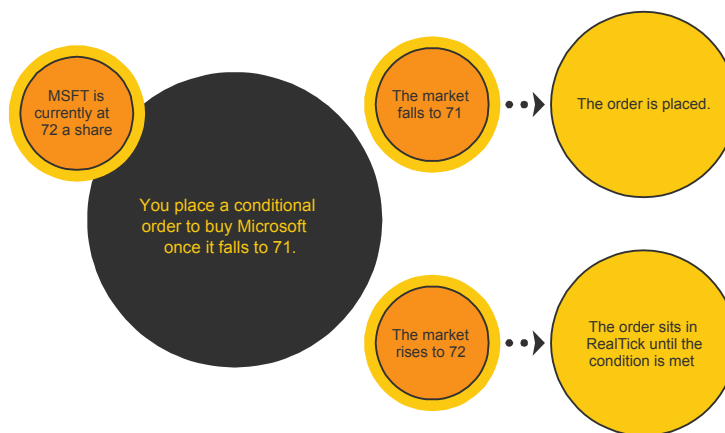 MSFT is
currently at
72 a share
You place a conditional
order to buy Microsoft
once it falls to 71.
The market
falls to 71
The order is placed.
The market
rises to 72
The order sits in
RealTick until the
condition is met